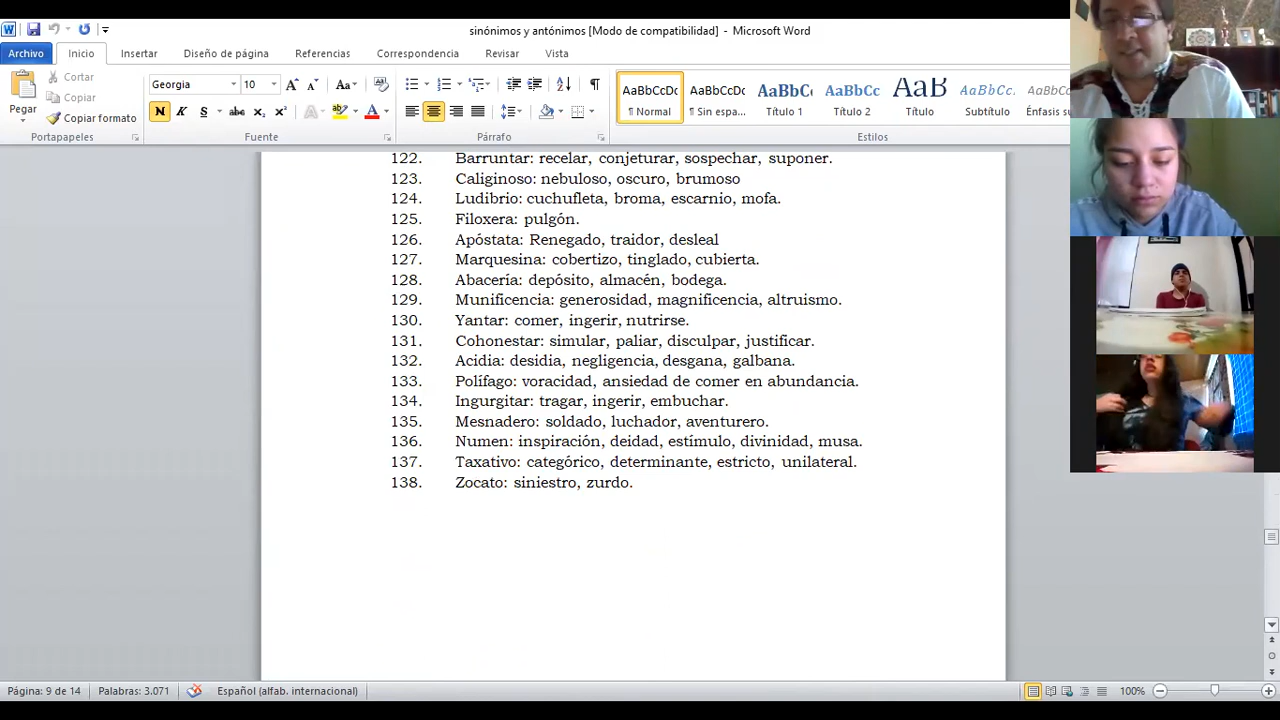 sinónimos y antónimos [Modo de compatibilidad] - Microsoft Word
Archivo Inicio Insertar Diseño de página Referencias Correspondencia Revisar Vista
Cortar
Copiar
Copiar formato
Pegar
Georgia 10
AaBbCcDc AaBbCcDc AaBbC AaBbCc AaB AaBbCc. AaBbCc
¶ Normal ¶ Sin espa... Título 1 Título 2 Título Subtítulo Énfasis su
Portapapeles Fuente Párrafo Estilos
122. Barruntar: recelar, conjeturar, sospechar, suponer.
123. Caliginoso: nebuloso, oscuro, brumoso
124. Ludibrio: cuchufleta, broma, escarnio, mofa.
125. Filoxera: pulgón.
126. Apóstata: Renegado, traidor, desleal
127. Marquesina: cobertizo, tinglado, cubierta.
128. Abacería: depósito, almacén, bodega.
129. Munificencia: generosidad, magnificencia, altruismo.
130. Yantar: comer, ingerir, nutrirse.
131. Cohonestar: simular, paliar, disculpar, justificar.
132. Acidia: desidia, negligencia, desgana, galbana.
133. Polífago: voracidad, ansiedad de comer en abundancia.
134. Ingurgitar: tragar, ingerir, embuchar.
135. Mesnadero: soldado, luchador, aventurero.
136. Numen: inspiración, deidad, estímulo, divinidad, musa.
137. Taxativo: categórico, determinante, estricto, unilateral.
138. Zocato: siniestro, zurdo.
Página: 9 de 14 Palabras: 3.071 Español (alfab. internacional) 100%